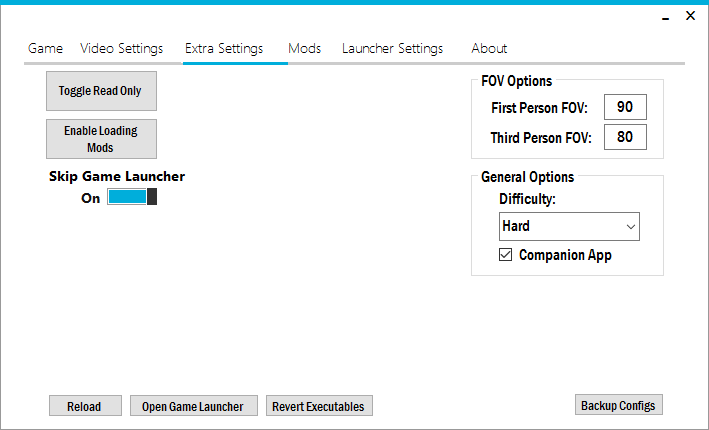 Game Video Settings Extra Settings Mods Launcher Settings About
Toggle Read Only
Enable Loading
Mods
Skip Game Launcher
On
FOV Options
First Person FOV: 90
Third Person FOV: 80
General Options
Difficulty:
Hard
Companion App
Reload Open Game Launcher Revert Executables Backup Configs